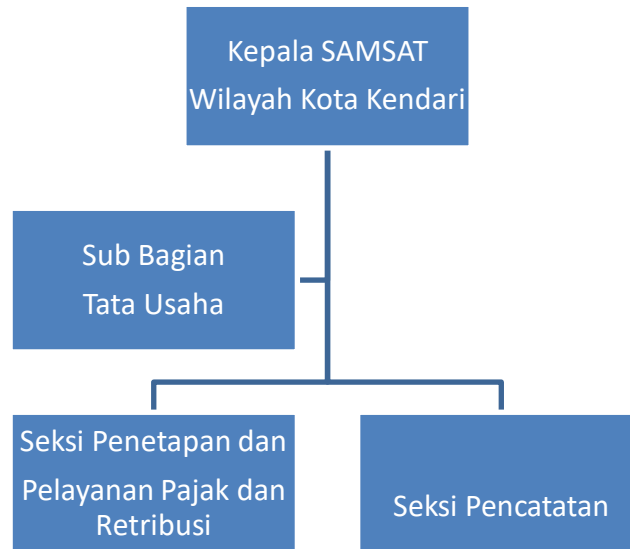 Kepala SAMSAT
Wilayah Kota Kendari
Sub Bagian
Tata Usaha
Seksi Penetapan dan
Pelayanan Pajak dan
Retribusi
Seksi Pencatatan